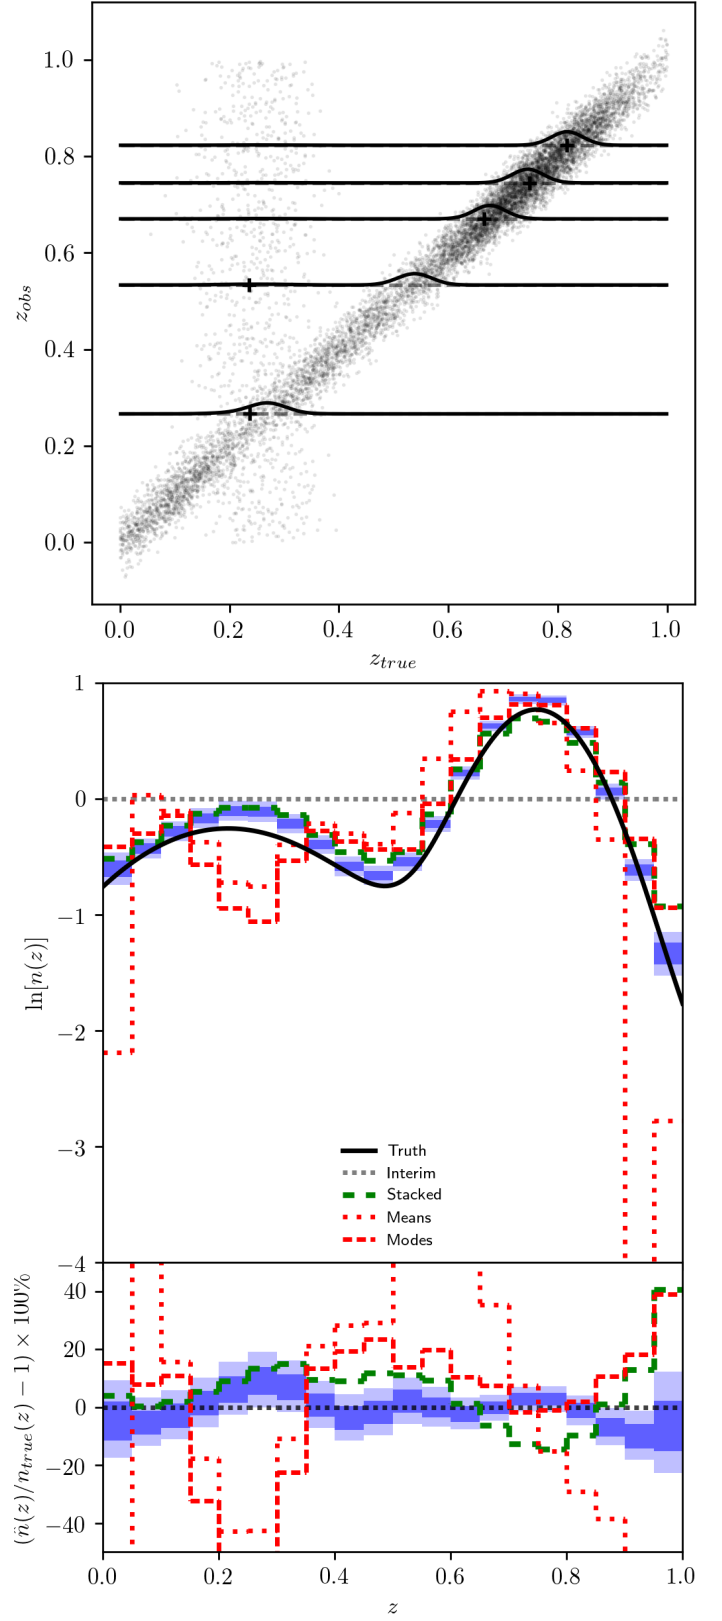 1.0
0.8
0.6
0.4
0.2
0.0
z_obs
0.0 0.2 0.4 0.6 0.8 1.0
z_true
1
0
−1
−2
−3
−4
ln[n(z)]
Truth
Interim
Stacked
Means
Modes
40
20
0
−20
−40
(n̂(z)/n_true(z) − 1) × 100%
0.0 0.2 0.4 0.6 0.8 1.0
z